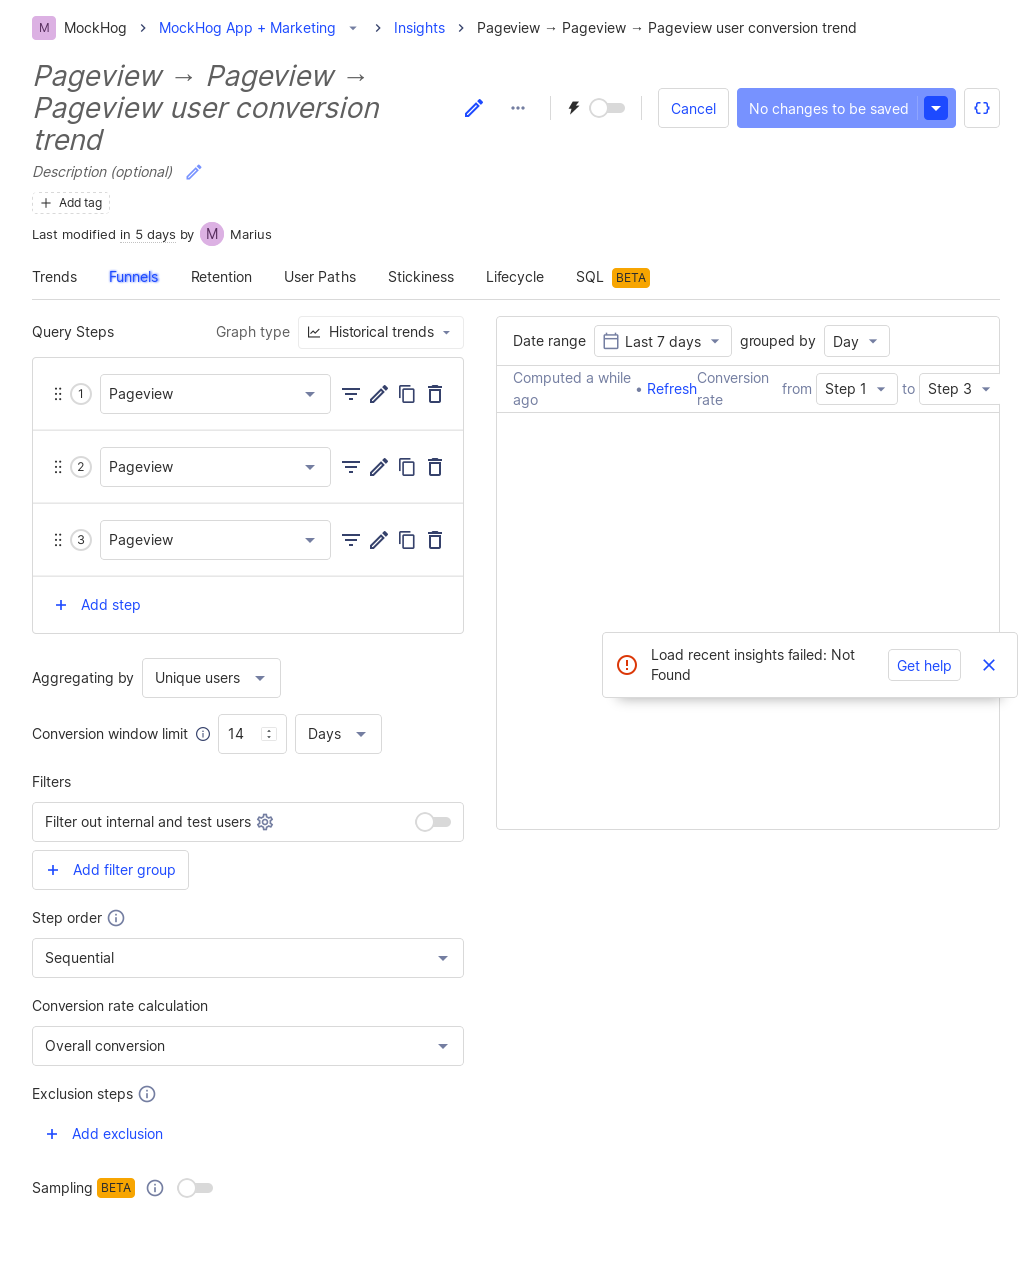 M MockHog MockHog App + Marketing Insights Pageview → Pageview → Pageview user conversion trend
Pageview → Pageview →
Pageview user conversion
trend
Cancel No changes to be saved
Description (optional)
Add tag
Last modified in 5 days by M Marius
Trends Funnels Retention User Paths Stickiness Lifecycle SQL BETA
Query Steps Graph type Historical trends
1 Pageview
2 Pageview
3 Pageview
Add step
Aggregating by Unique users
Conversion window limit 14 Days
Filters
Filter out internal and test users
Add filter group
Step order
Sequential
Conversion rate calculation
Overall conversion
Exclusion steps
Add exclusion
Sampling BETA
Date range Last 7 days grouped by Day
Computed a while
ago
• Refresh
Conversion
rate
from Step 1 to Step 3
Load recent insights failed: Not
Found
Get help